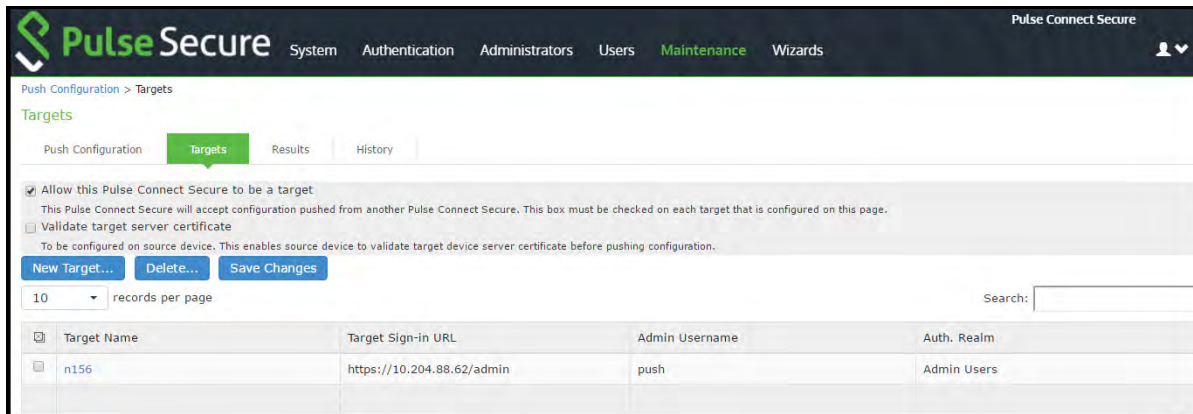 Pulse Connect Secure
Pulse Secure System Authentication Administrators Users Maintenance Wizards
Push Configuration > Targets
Targets
Push Configuration Targets Results History
Allow this Pulse Connect Secure to be a target
This Pulse Connect Secure will accept configuration pushed from another Pulse Connect Secure. This box must be checked on each target that is configured on this page.
Validate target server certificate
To be configured on source device. This enables source device to validate target device server certificate before pushing configuration.
New Target... Delete... Save Changes
10 records per page Search:
Target Name Target Sign-in URL Admin Username Auth. Realm
n156 https://10.204.88.62/admin push Admin Users